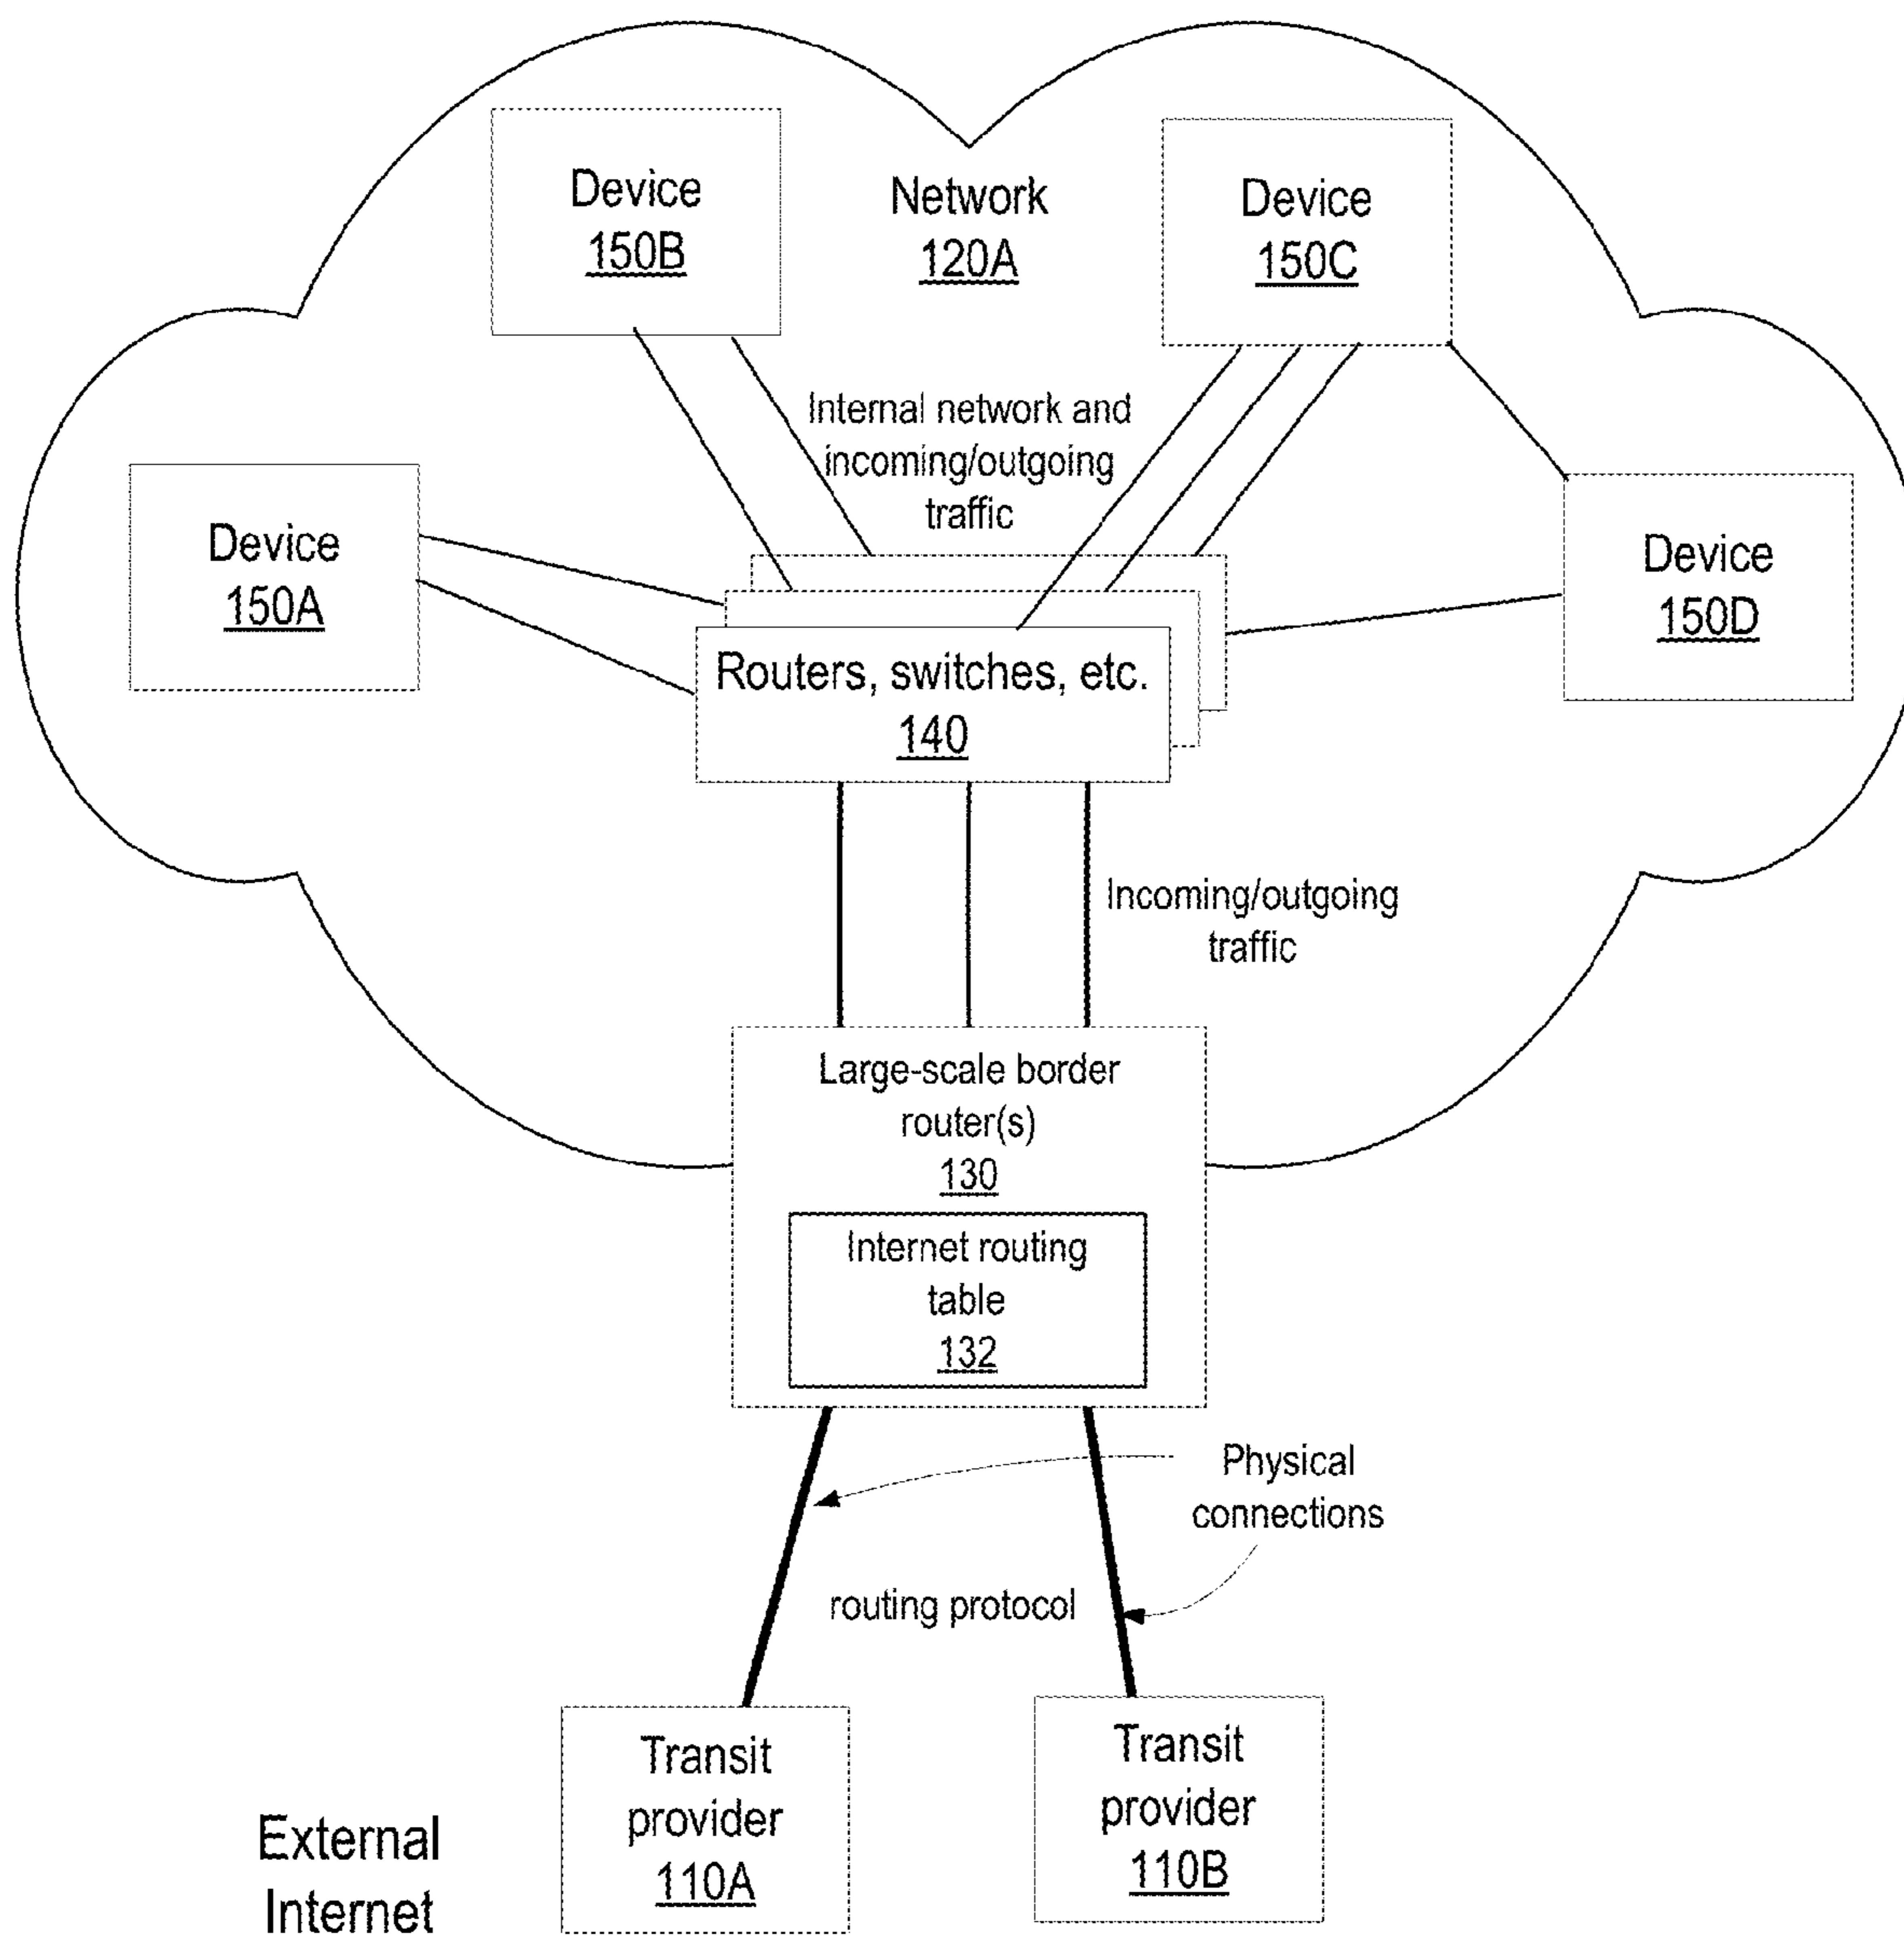 Device
150B
Network
120A
Device
150C
Internal network and
incoming/outgoing
traffic
Device
150A
Device
150D
Routers, switches, etc.
140
Incoming/outgoing
traffic
Large-scale border
router(s)
130
Internet routing
table
132
Physical
connections
routing protocol
Transit
provider
110A
Transit
provider
110B
External
Internet